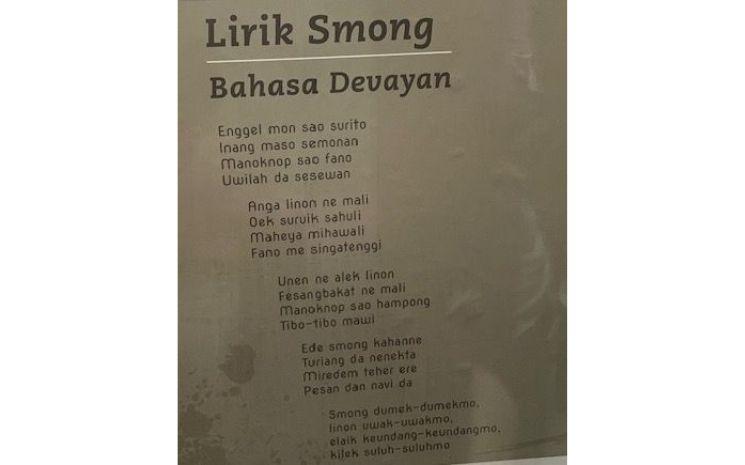 Lirik Smong
Bahasa Devayan
Enggel mon sao surito
Inang maso semonan
Manoknop sao fano
Uwilah da sesewan
Anga linon ne mali
Oek suruik sahuli
Maheya mihawali
Fano me singatenggi
Unen ne alek linon
Fesangbakat ne mali
Manoknop sao hampong
Tibo-tibo mawi
Ede smong kahanne
Turiang da nenekta
Miredem teher ere
Pesan dan navi da
Smong dumek-dumekmo,
linon uwak-uwakmo,
elaik keundang-keundangmo,
kilek suluh-suluhmo